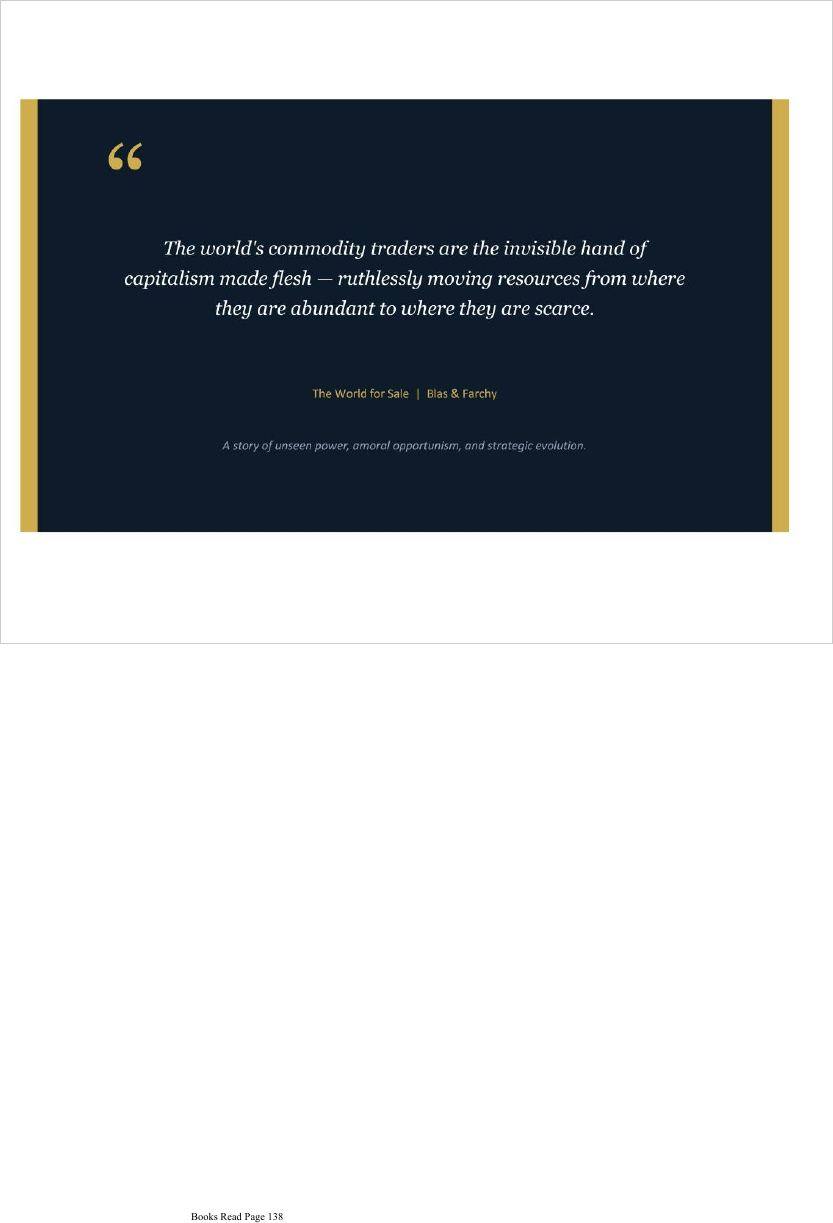 “
The world's commodity traders are the invisible hand of
capitalism made flesh — ruthlessly moving resources from where
they are abundant to where they are scarce.
The World for Sale | Blas & Farchy
A story of unseen power, amoral opportunism, and strategic evolution.
Books Read Page 138